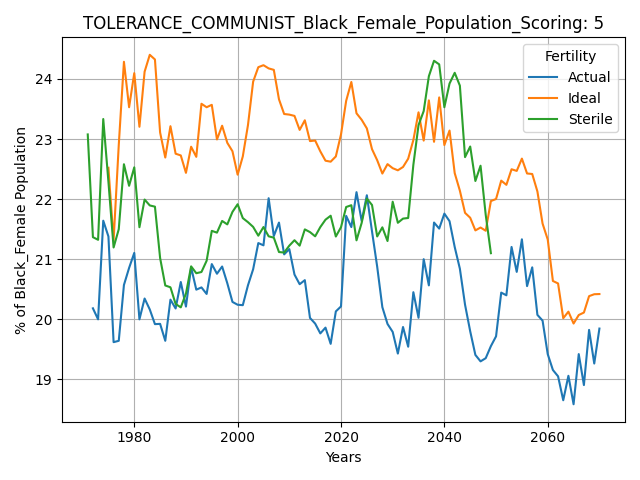 TOLERANCE_COMMUNIST_Black_Female_Population_Scoring: 5
Fertility
Actual
Ideal
Sterile
% of Black_Female Population
24
23
22
21
20
19
1980 2000 2020 2040 2060
Years